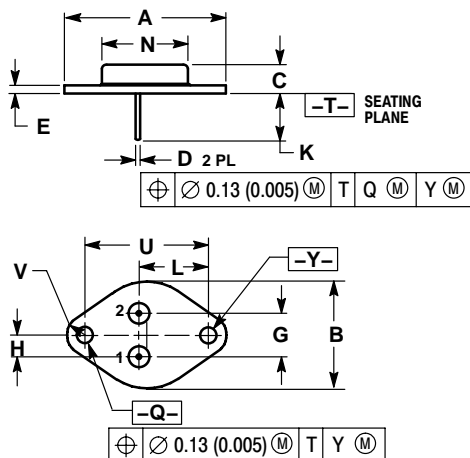 A
N
C
–T– SEATING PLANE
E
K
D 2 PL
⌖ ∅ 0.13 (0.005) Ⓜ T Q Ⓜ Y Ⓜ
U
L
V
–Y–
2
G
B
H
1
–Q–
⌖ ∅ 0.13 (0.005) Ⓜ T Y Ⓜ